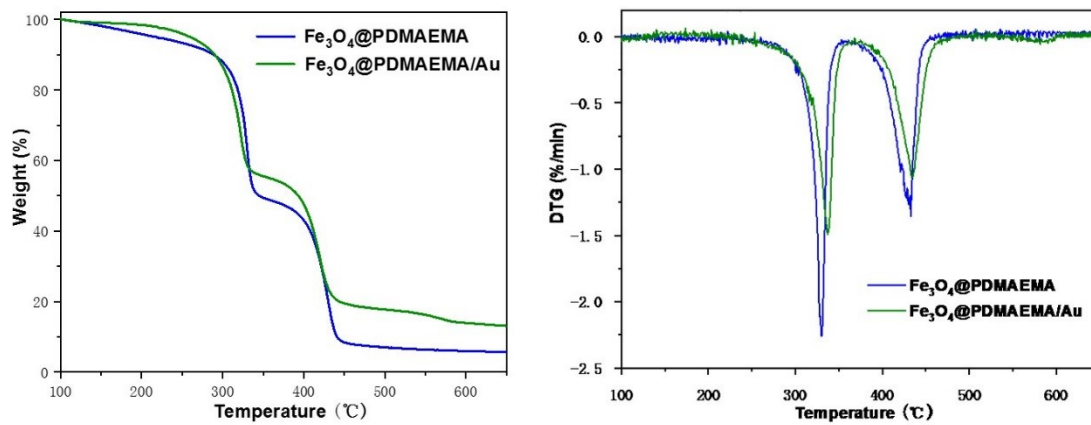 100
80
60
40
20
0
Weight (%)
Fe₃O₄@PDMAEMA
Fe₃O₄@PDMAEMA/Au
100 200 300 400 500 600
Temperature (℃)
0.0
-0.5
-1.0
-1.5
-2.0
-2.5
DTG (%/min)
Fe₃O₄@PDMAEMA
Fe₃O₄@PDMAEMA/Au
100 200 300 400 500 600
Temperature (℃)